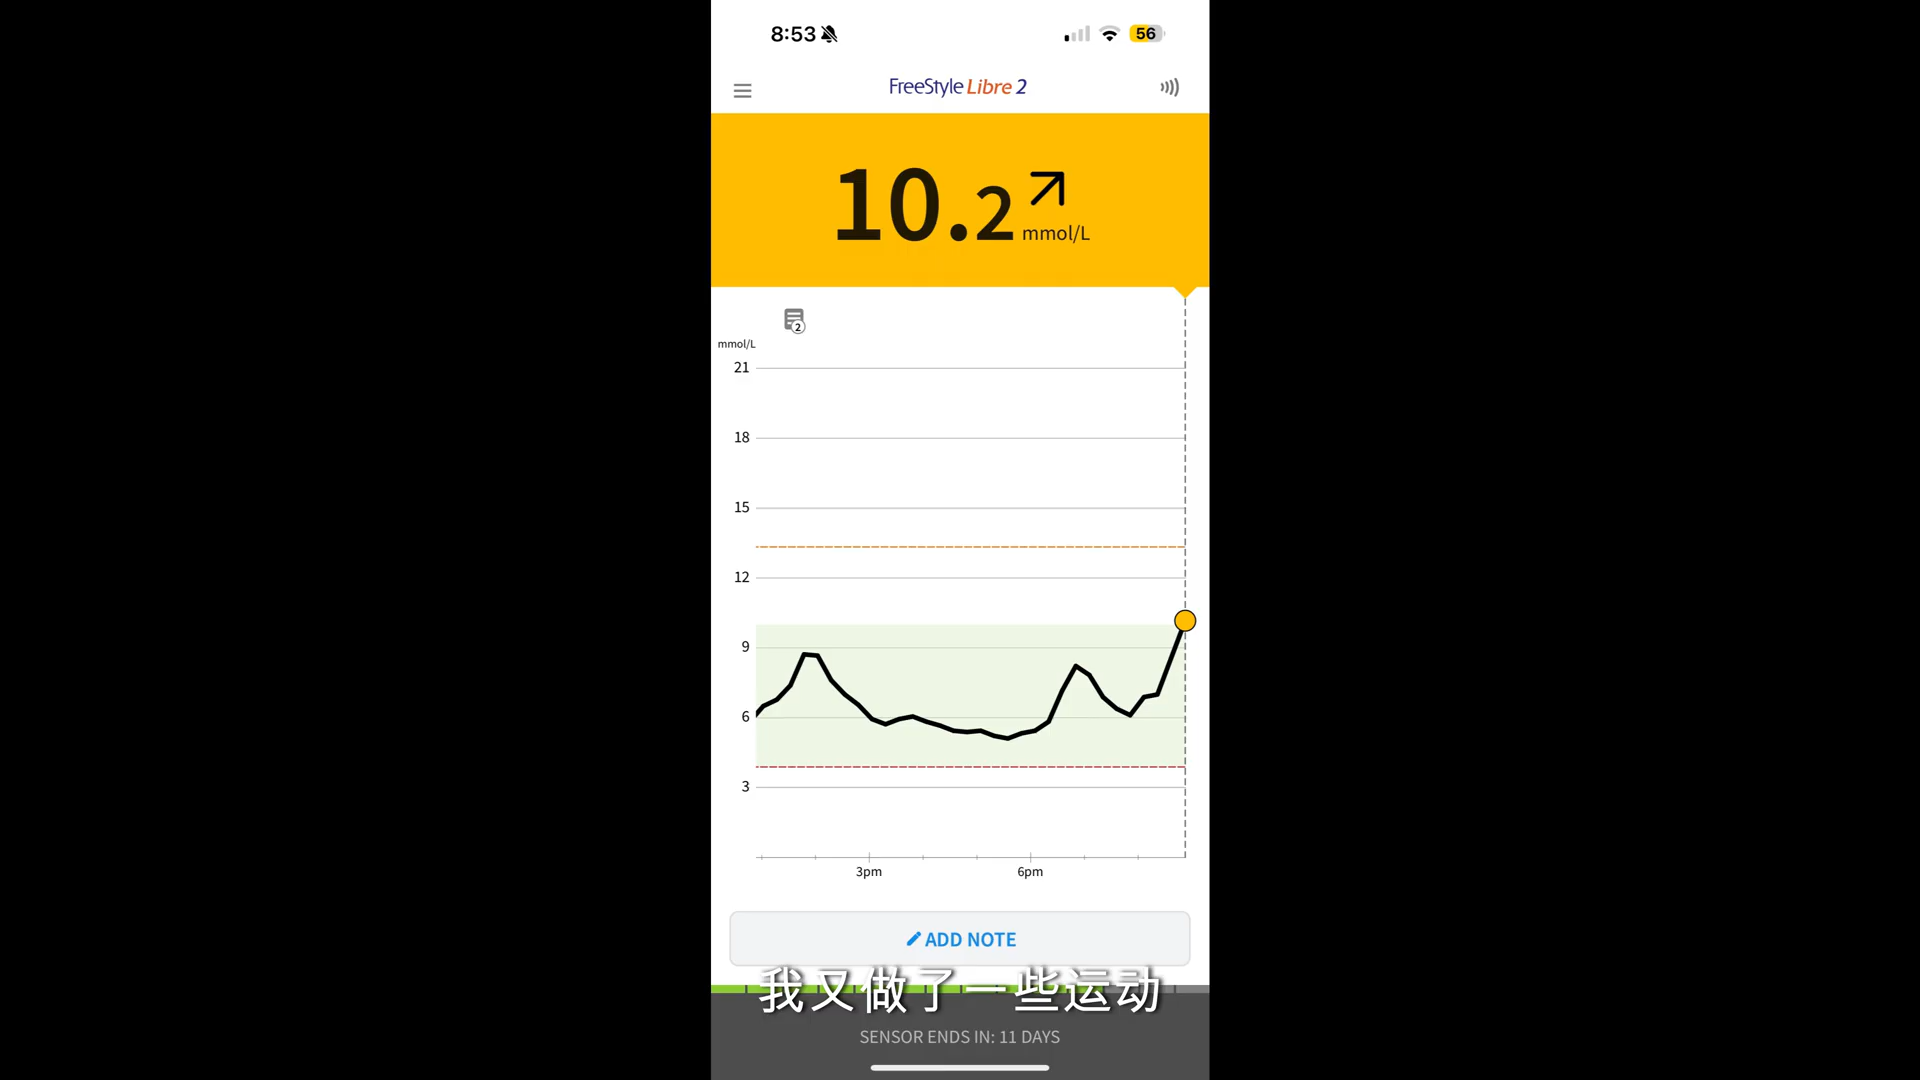 8:53
56
FreeStyle Libre 2
10.2
mmol/L
2
mmol/L
21
18
15
12
9
6
3
3pm
6pm
ADD NOTE
我又做了一些运动
SENSOR ENDS IN: 11 DAYS